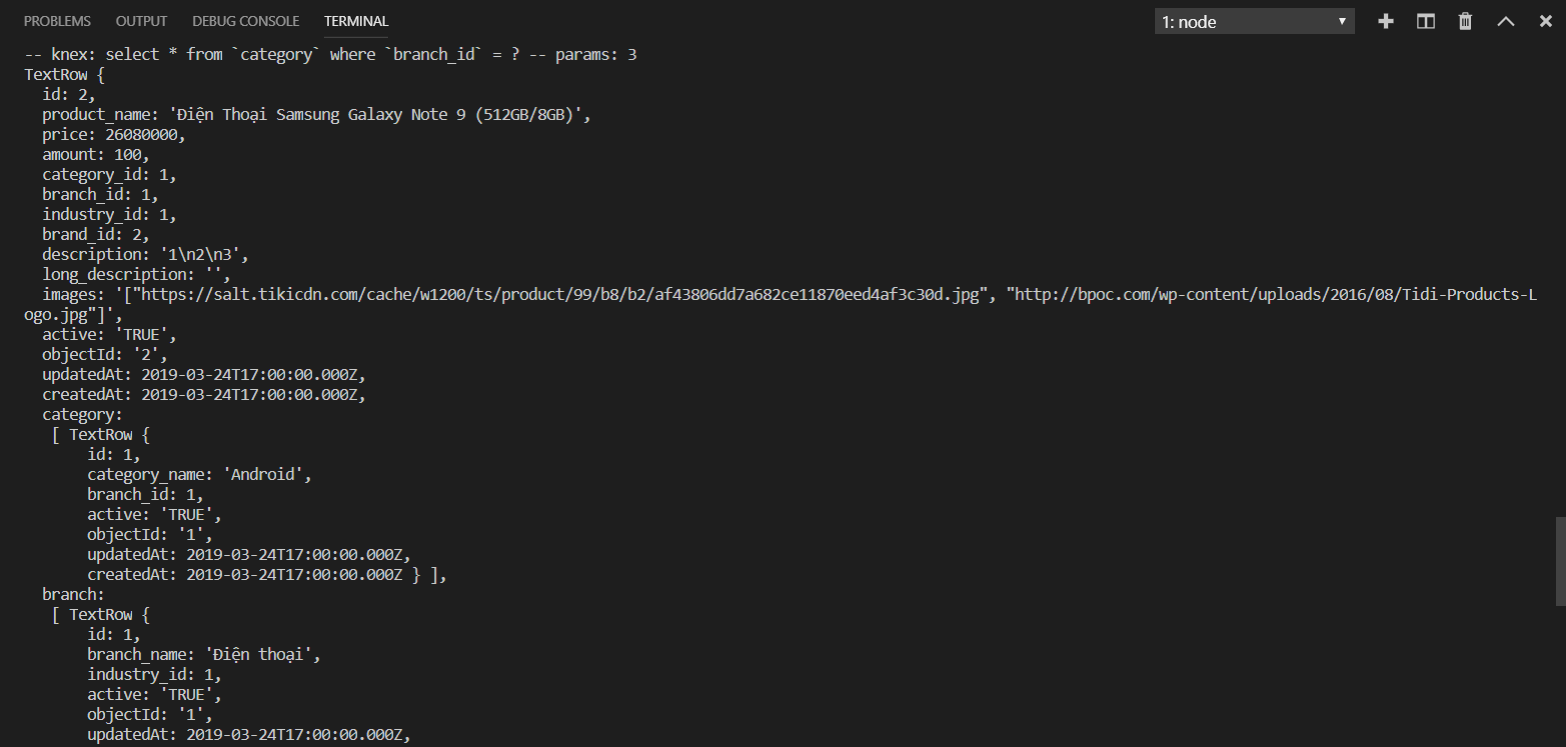 PROBLEMS OUTPUT DEBUG CONSOLE TERMINAL 1: node
-- knex: select * from `category` where `branch_id` = ? -- params: 3
TextRow {
  id: 2,
  product_name: 'Điện Thoại Samsung Galaxy Note 9 (512GB/8GB)',
  price: 26080000,
  amount: 100,
  category_id: 1,
  branch_id: 1,
  industry_id: 1,
  brand_id: 2,
  description: '1\n2\n3',
  long_description: '',
  images: '["https://salt.tikicdn.com/cache/w1200/ts/product/99/b8/b2/af43806dd7a682ce11870eed4af3c30d.jpg", "http://bpoc.com/wp-content/uploads/2016/08/Tidi-Products-L
ogo.jpg"]',
  active: 'TRUE',
  objectId: '2',
  updatedAt: 2019-03-24T17:00:00.000Z,
  createdAt: 2019-03-24T17:00:00.000Z,
  category:
   [ TextRow {
       id: 1,
       category_name: 'Android',
       branch_id: 1,
       active: 'TRUE',
       objectId: '1',
       updatedAt: 2019-03-24T17:00:00.000Z,
       createdAt: 2019-03-24T17:00:00.000Z } ],
  branch:
   [ TextRow {
       id: 1,
       branch_name: 'Điện thoại',
       industry_id: 1,
       active: 'TRUE',
       objectId: '1',
       updatedAt: 2019-03-24T17:00:00.000Z,